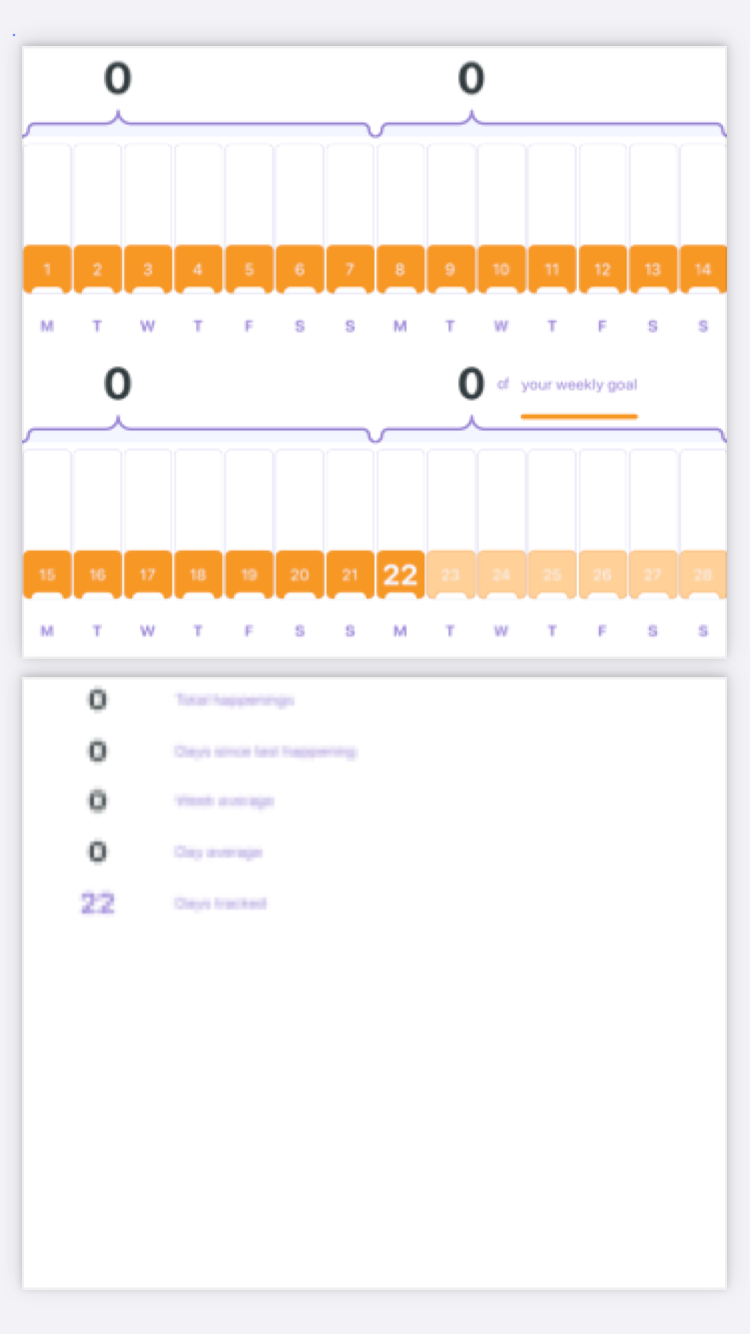 0 0
1 2 3 4 5 6 7 8 9 10 11 12 13 14
M T W T F S S M T W T F S S
0 0 of your weekly goal
15 16 17 18 19 20 21 22 23 24 25 26 27 28
M T W T F S S M T W T F S S
0 Total happenings
0 Days since last happening
0 Week average
0 Day average
22 Days tracked